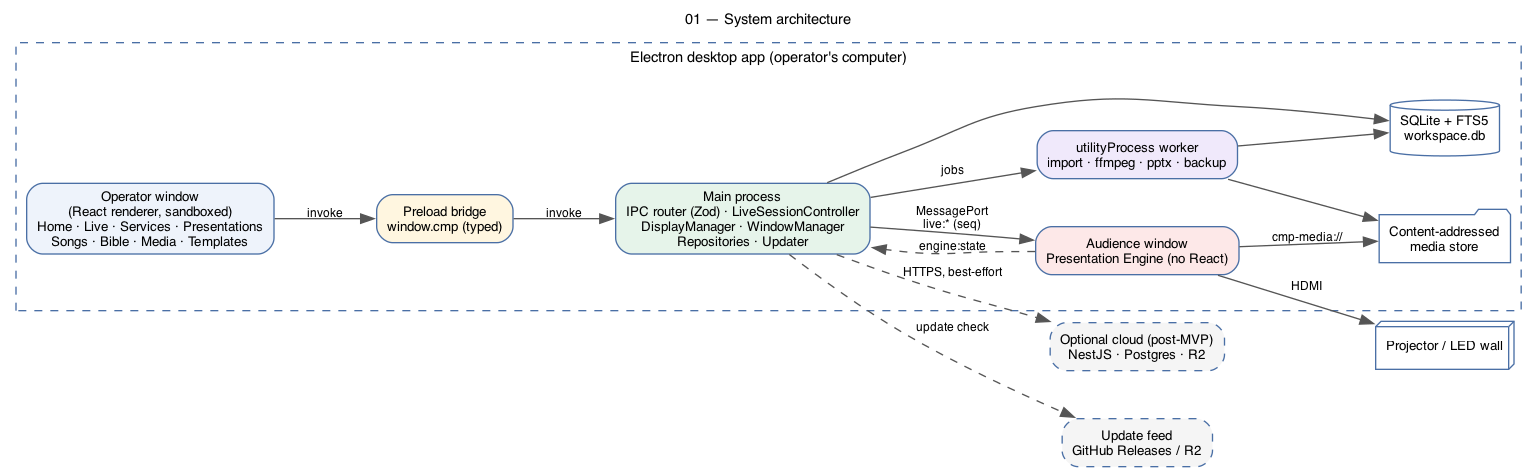 01 — System architecture
Electron desktop app (operator's computer)
Operator window
(React renderer, sandboxed)
Home · Live · Services · Presentations
Songs · Bible · Media · Templates
invoke
Preload bridge
window.cmp (typed)
invoke
Main process
IPC router (Zod) · LiveSessionController
DisplayManager · WindowManager
Repositories · Updater
jobs
utilityProcess worker
import · ffmpeg · pptx · backup
SQLite + FTS5
workspace.db
MessagePort
live:* (seq)
engine:state
Audience window
Presentation Engine (no React)
cmp-media://
Content-addressed
media store
HTTPS, best-effort
HDMI
update check
Optional cloud (post-MVP)
NestJS · Postgres · R2
Projector / LED wall
Update feed
GitHub Releases / R2